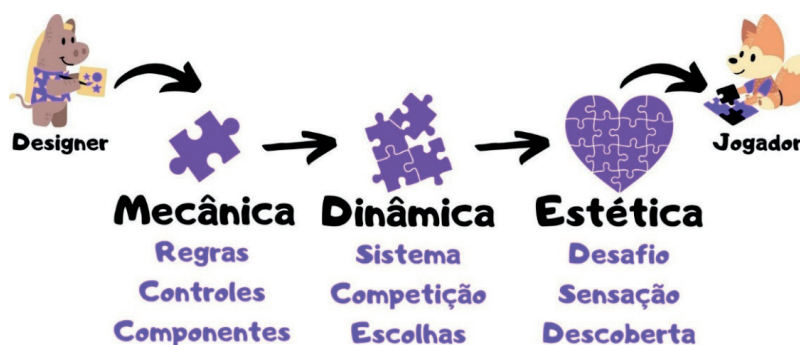 Designer
Jogador
Mecânica
Dinâmica
Estética
Regras
Sistema
Desafio
Controles
Competição
Sensação
Componentes
Escolhas
Descoberta